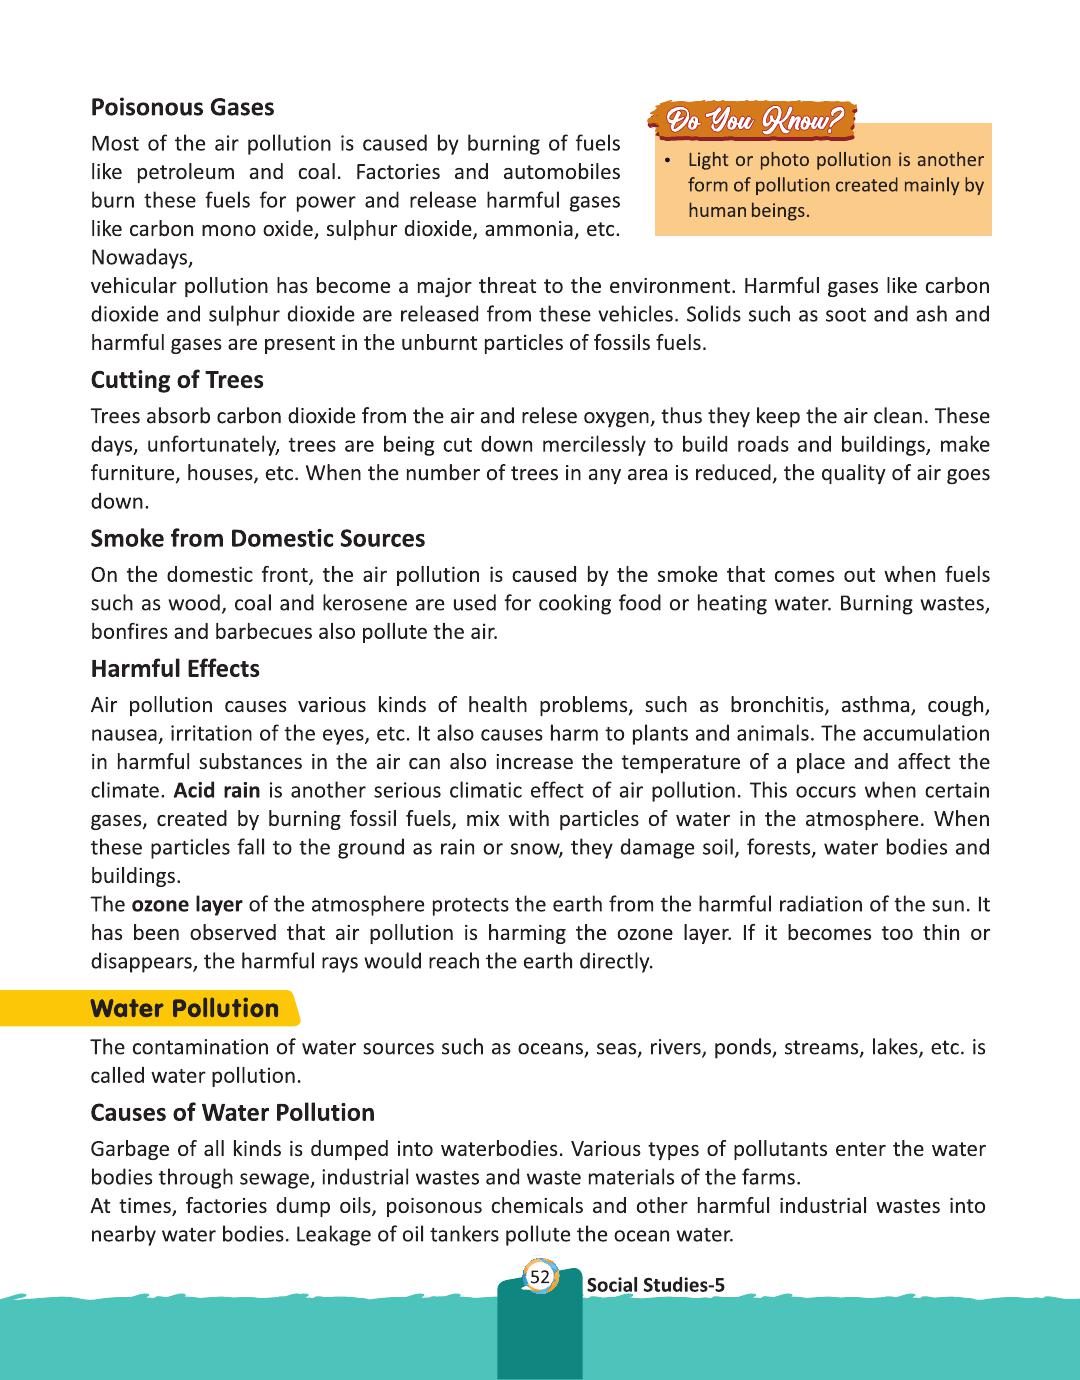 Poisonous Gases
Most of the air pollution is caused by burning of fuels
like petroleum and coal. Factories and automobiles
burn these fuels for power and release harmful gases
like carbon mono oxide, sulphur dioxide, ammonia, etc.
Nowadays,
Do You Know?
• Light or photo pollution is another
form of pollution created mainly by
human beings.
vehicular pollution has become a major threat to the environment. Harmful gases like carbon
dioxide and sulphur dioxide are released from these vehicles. Solids such as soot and ash and
harmful gases are present in the unburnt particles of fossils fuels.
Cutting of Trees
Trees absorb carbon dioxide from the air and relese oxygen, thus they keep the air clean. These
days, unfortunately, trees are being cut down mercilessly to build roads and buildings, make
furniture, houses, etc. When the number of trees in any area is reduced, the quality of air goes
down.
Smoke from Domestic Sources
On the domestic front, the air pollution is caused by the smoke that comes out when fuels
such as wood, coal and kerosene are used for cooking food or heating water. Burning wastes,
bonfires and barbecues also pollute the air.
Harmful Effects
Air pollution causes various kinds of health problems, such as bronchitis, asthma, cough,
nausea, irritation of the eyes, etc. It also causes harm to plants and animals. The accumulation
in harmful substances in the air can also increase the temperature of a place and affect the
climate. Acid rain is another serious climatic effect of air pollution. This occurs when certain
gases, created by burning fossil fuels, mix with particles of water in the atmosphere. When
these particles fall to the ground as rain or snow, they damage soil, forests, water bodies and
buildings.
The ozone layer of the atmosphere protects the earth from the harmful radiation of the sun. It
has been observed that air pollution is harming the ozone layer. If it becomes too thin or
disappears, the harmful rays would reach the earth directly.
Water Pollution
The contamination of water sources such as oceans, seas, rivers, ponds, streams, lakes, etc. is
called water pollution.
Causes of Water Pollution
Garbage of all kinds is dumped into waterbodies. Various types of pollutants enter the water
bodies through sewage, industrial wastes and waste materials of the farms.
At times, factories dump oils, poisonous chemicals and other harmful industrial wastes into
nearby water bodies. Leakage of oil tankers pollute the ocean water.
52
Social Studies-5